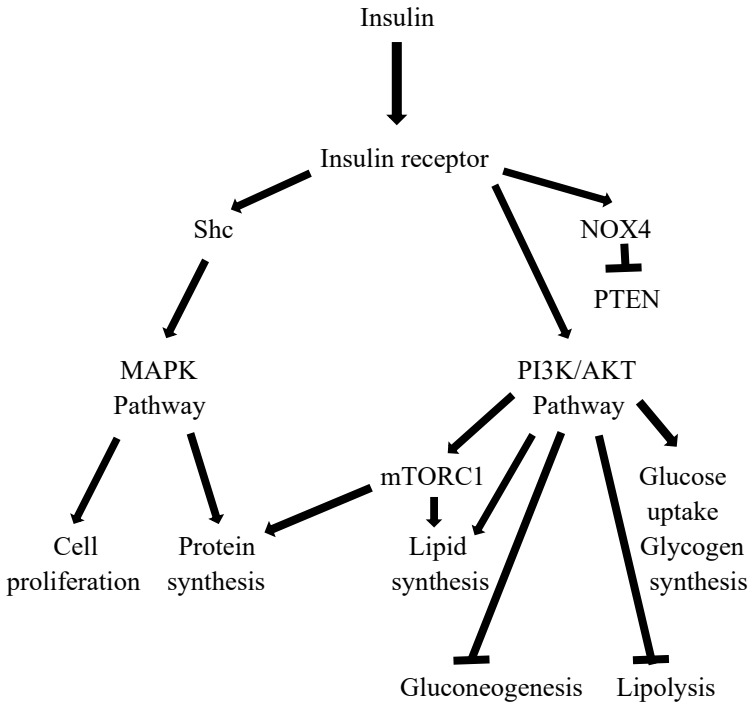 Insulin
Insulin receptor
Shc
NOX4
PTEN
MAPK
Pathway
PI3K/AKT
Pathway
mTORC1
Glucose
uptake
Glycogen
synthesis
Cell
proliferation
Protein
synthesis
Lipid
synthesis
Gluconeogenesis
Lipolysis